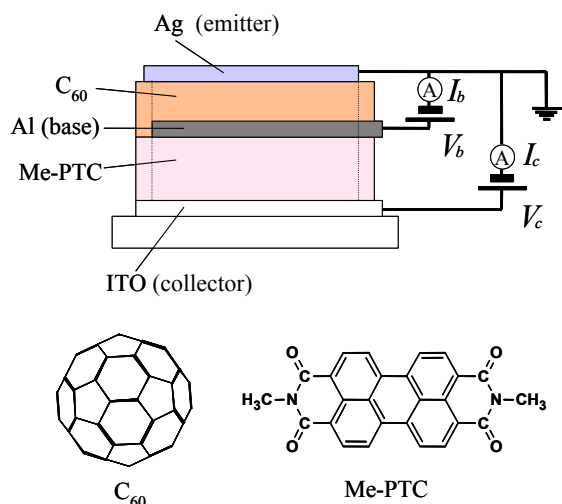 Ag (emitter)
C60
Al (base)
Me-PTC
ITO (collector)
A Ib
Vb
A Ic
Vc
O O
C C
H3C N N CH3
C C
O O
C60
Me-PTC